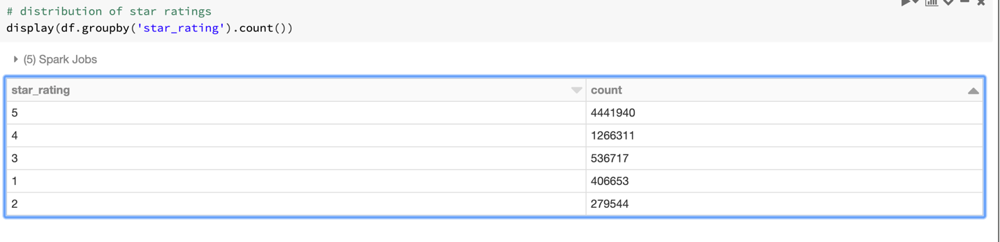 # distribution of star ratings
display(df.groupby('star_rating').count())
(5) Spark Jobs
star_rating count
5 4441940
4 1266311
3 536717
1 406653
2 279544